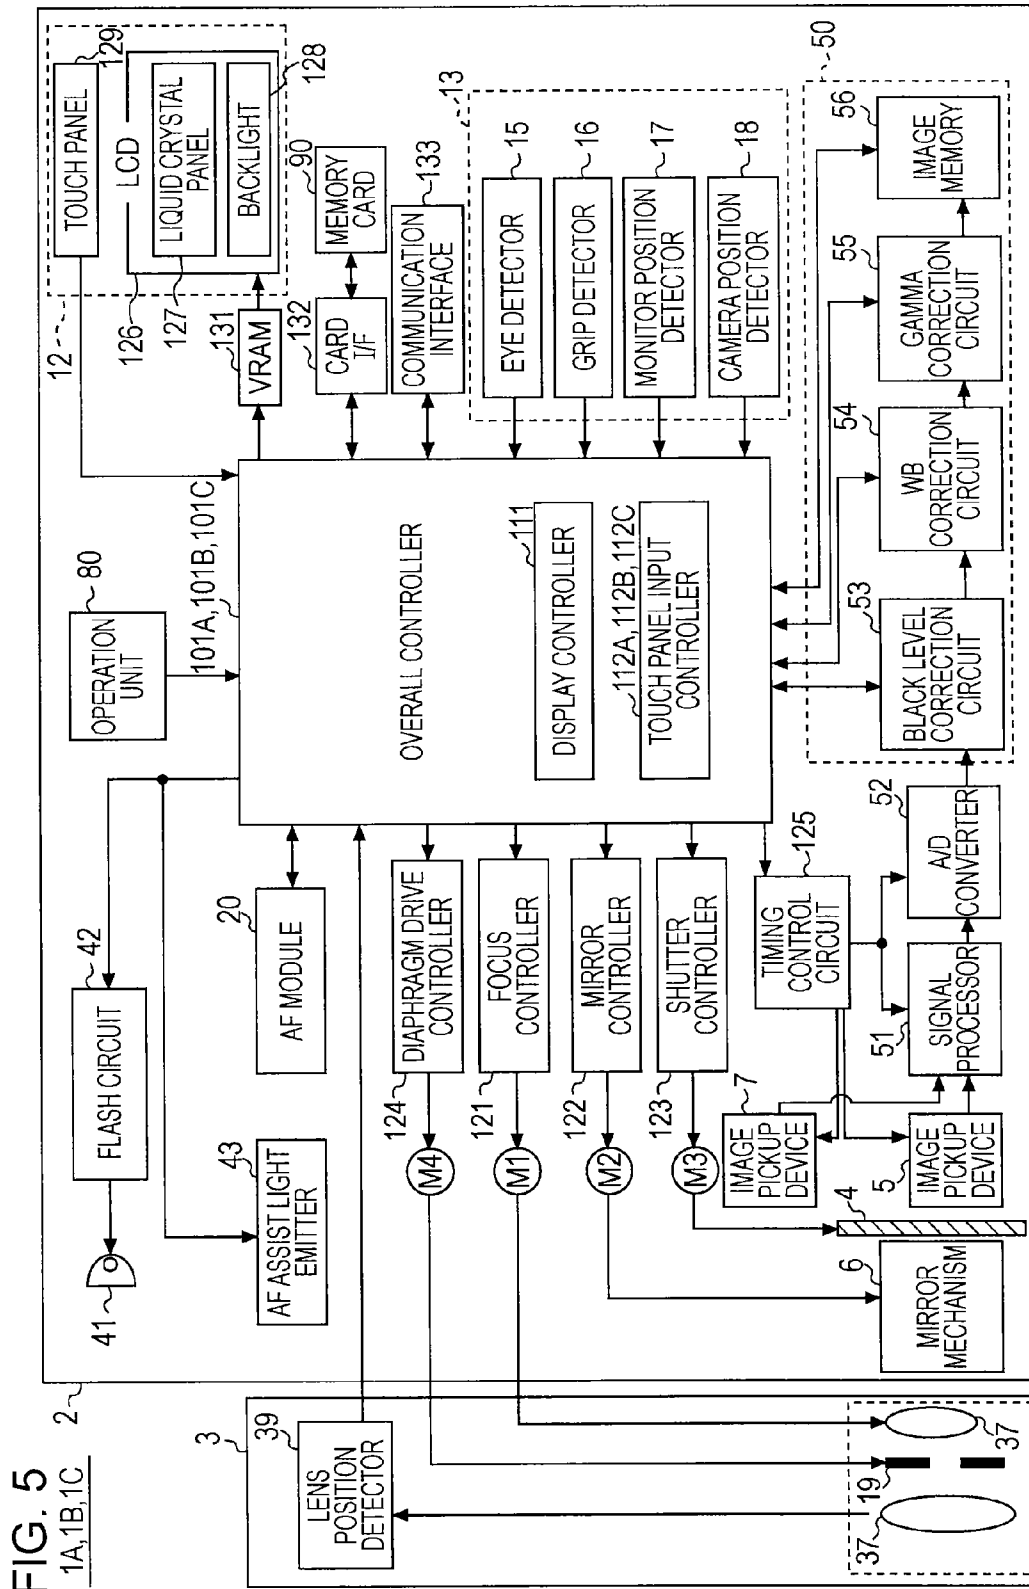 FIG. 5
1A,1B,1C
2
3
39
LENS
POSITION
DETECTOR
37
19
37
41
FLASH CIRCUIT
42
AF ASSIST LIGHT
EMITTER
43
AF MODULE
20
OPERATION
UNIT
80
101A,101B,101C
OVERALL CONTROLLER
DISPLAY CONTROLLER
111
112A,112B,112C
TOUCH PANEL INPUT
CONTROLLER
DIAPHRAGM DRIVE
CONTROLLER
124
M4
FOCUS
CONTROLLER
121
M1
MIRROR
CONTROLLER
122
M2
SHUTTER
CONTROLLER
123
M3
TIMING
CONTROL
CIRCUIT
125
IMAGE
PICKUP
DEVICE
7
IMAGE
PICKUP
DEVICE
5
4
MIRROR
MECHANISM
6
SIGNAL
PROCESSOR
51
A/D
CONVERTER
52
BLACK LEVEL
CORRECTION
CIRCUIT
53
WB
CORRECTION
CIRCUIT
54
GAMMA
CORRECTION
CIRCUIT
55
IMAGE
MEMORY
56
50
12
TOUCH PANEL
129
LCD
126
LIQUID CRYSTAL
PANEL
127
BACKLIGHT
128
VRAM
131
CARD
I/F
132
MEMORY
CARD
90
COMMUNICATION
INTERFACE
133
13
EYE DETECTOR
15
GRIP DETECTOR
16
MONITOR POSITION
DETECTOR
17
CAMERA POSITION
DETECTOR
18